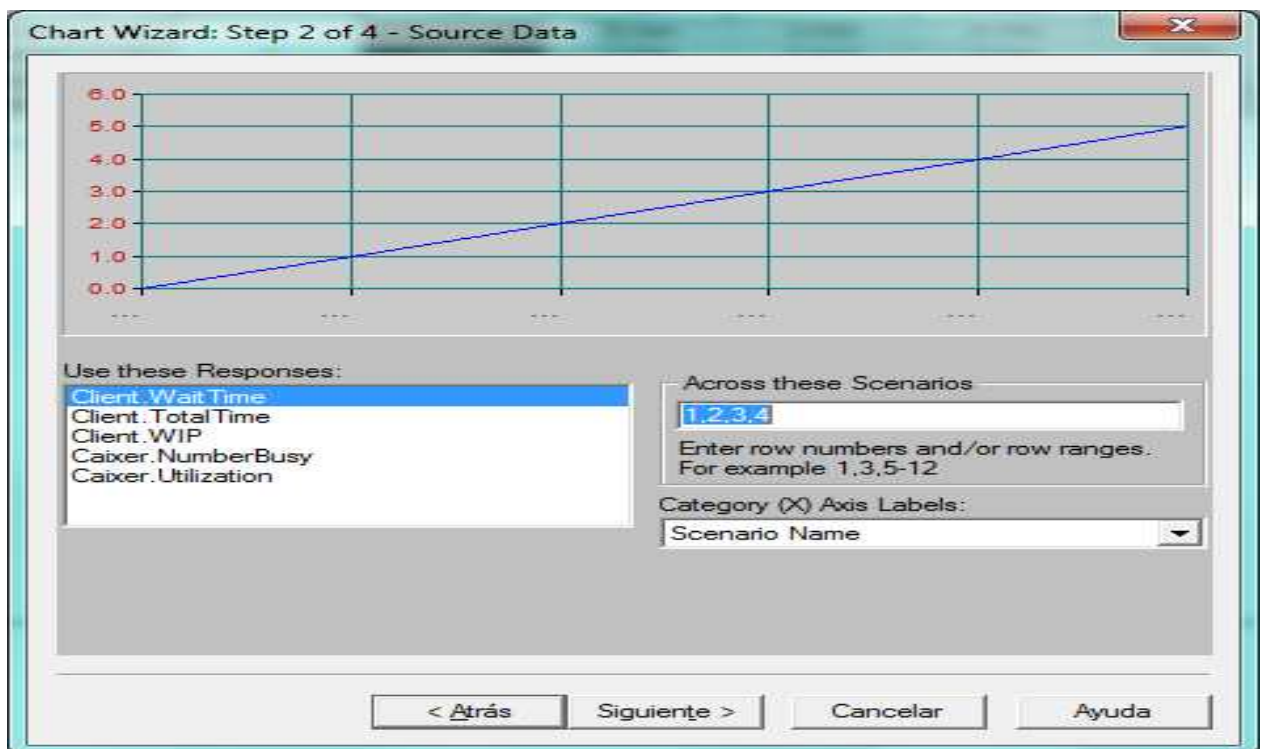 Chart Wizard: Step 2 of 4 - Source Data
6.0
5.0
4.0
3.0
2.0
1.0
0.0
--- --- --- --- --- ---
Use these Responses:
Client.WaitTime
Client.TotalTime
Client.WIP
Caixer.NumberBusy
Caixer.Utilization
Across these Scenarios
1,2,3,4
Enter row numbers and/or row ranges.
For example 1,3,5-12
Category (X) Axis Labels:
Scenario Name
< Atrás Siguiente > Cancelar Ayuda